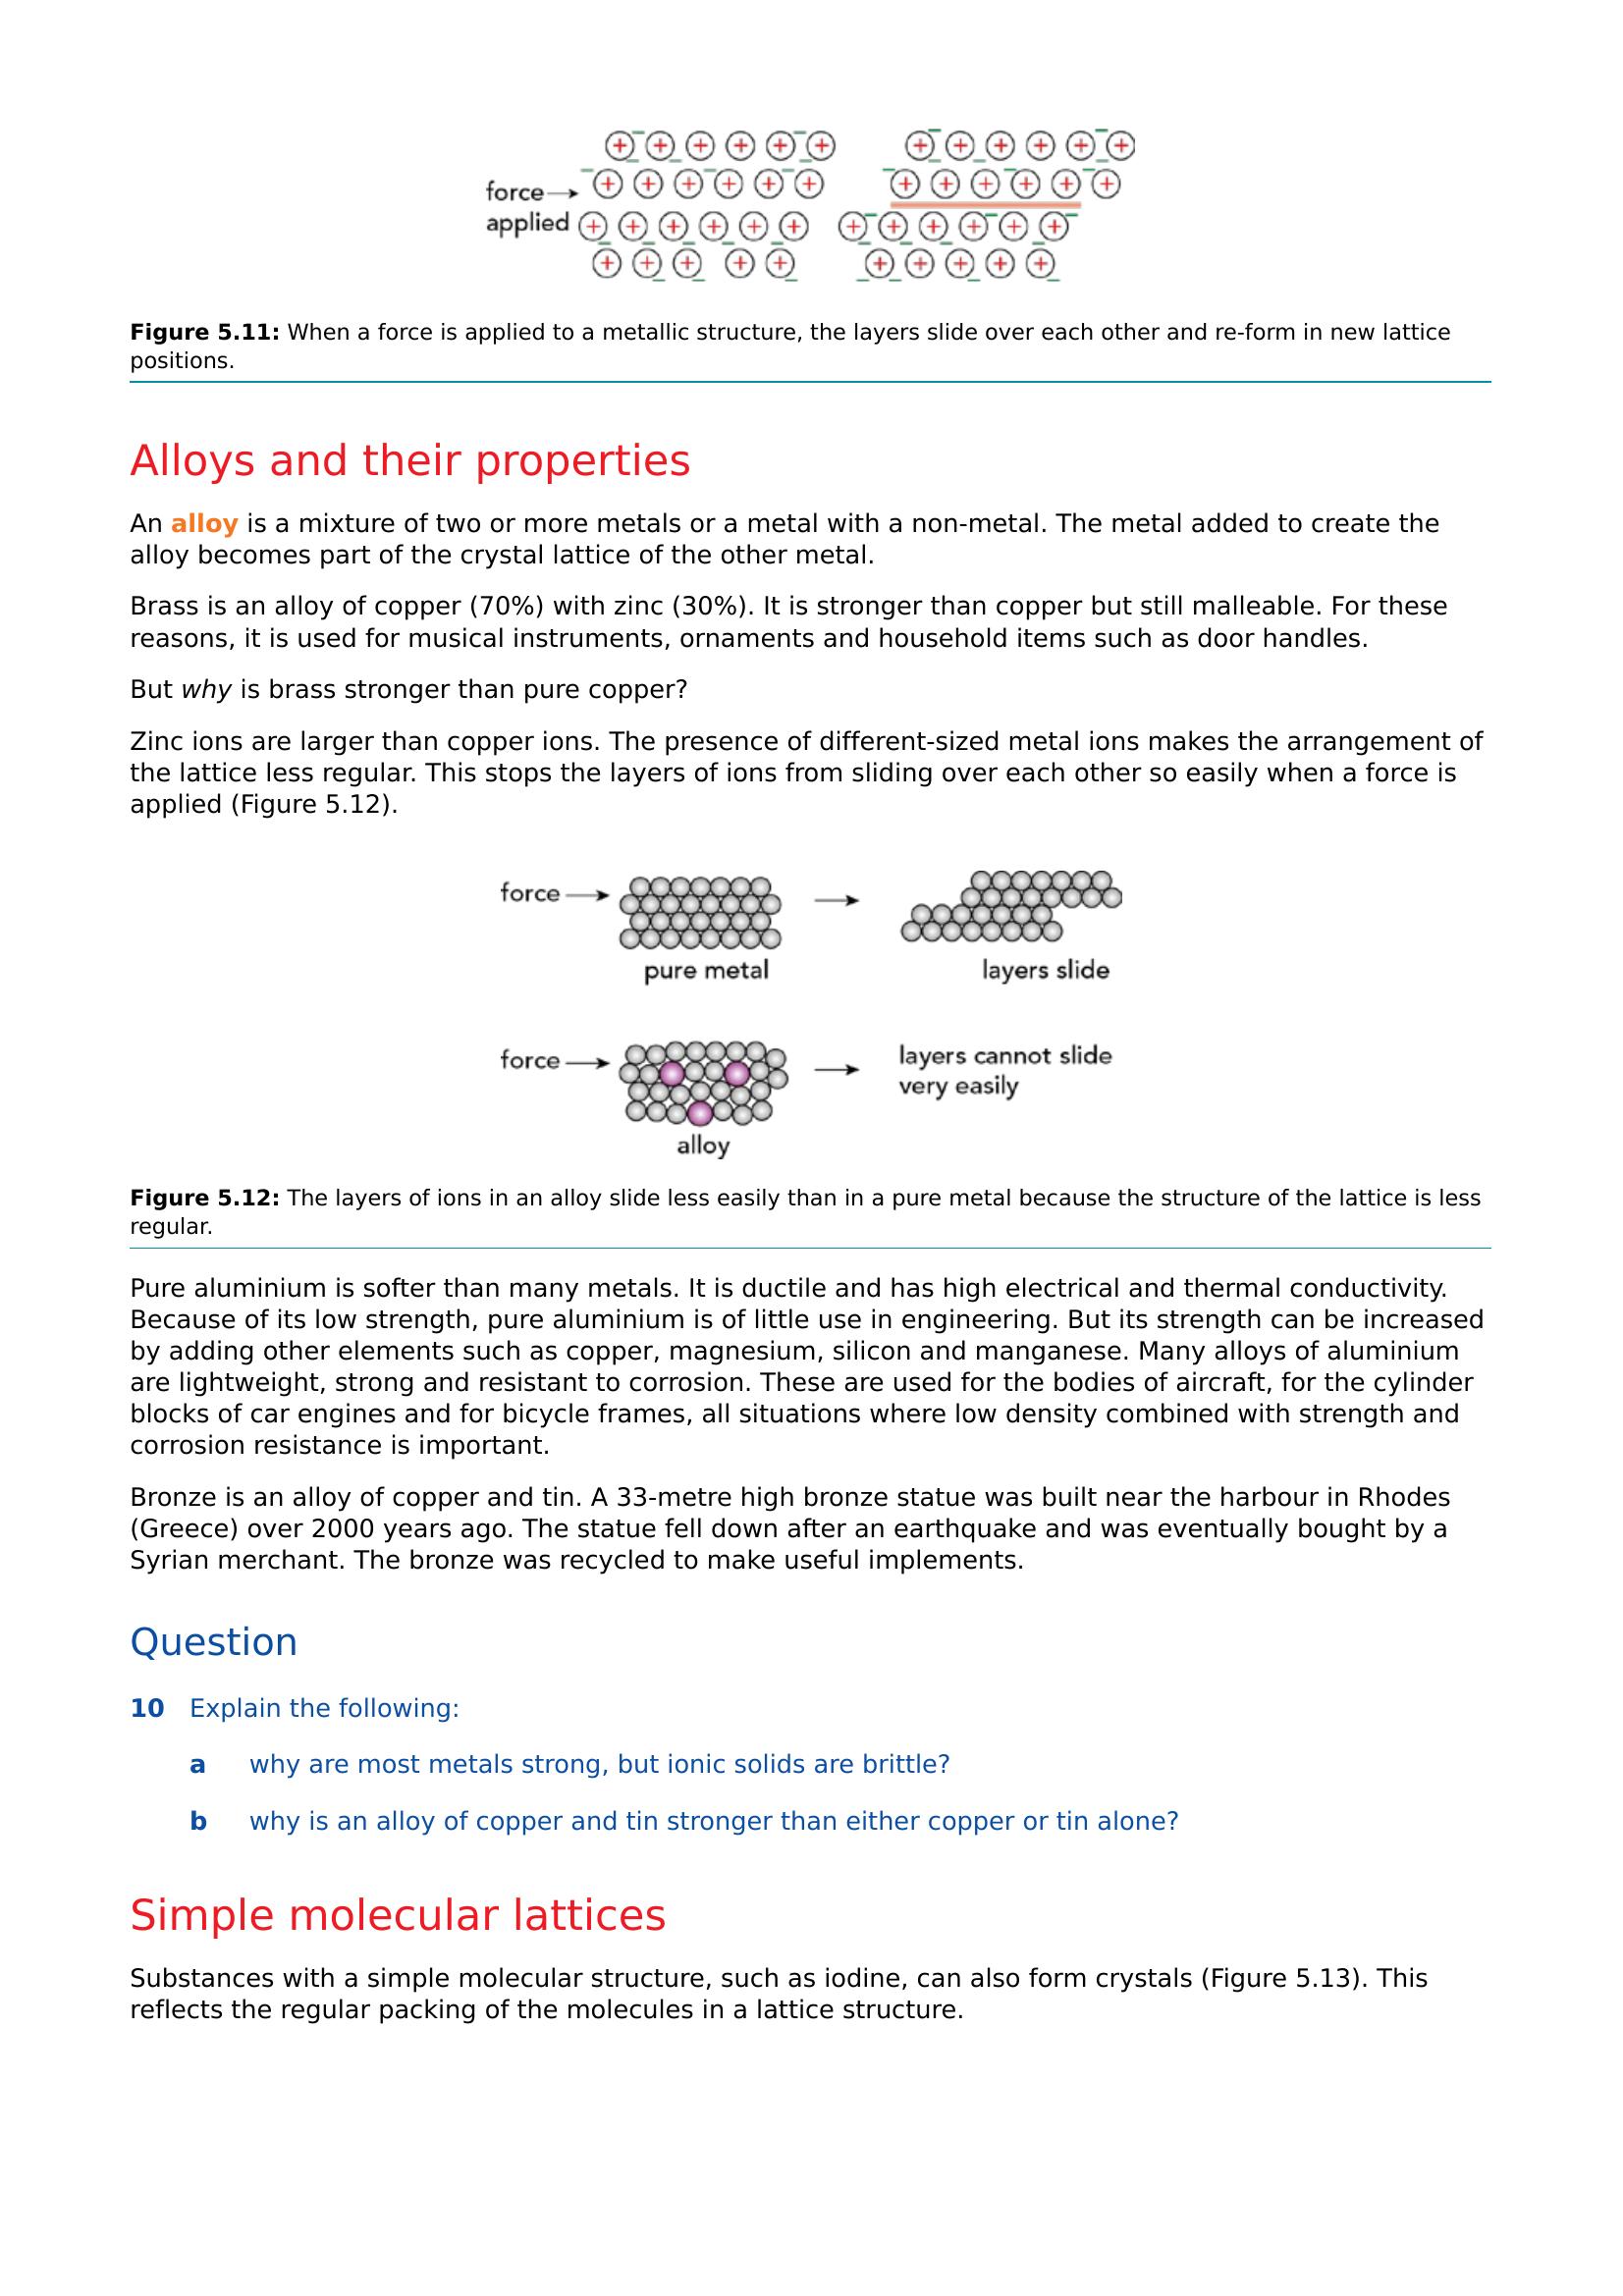 force
applied
Figure 5.11: When a force is applied to a metallic structure, the layers slide over each other and re-form in new lattice
positions.
Alloys and their properties
An alloy is a mixture of two or more metals or a metal with a non-metal. The metal added to create the
alloy becomes part of the crystal lattice of the other metal.
Brass is an alloy of copper (70%) with zinc (30%). It is stronger than copper but still malleable. For these
reasons, it is used for musical instruments, ornaments and household items such as door handles.
But why is brass stronger than pure copper?
Zinc ions are larger than copper ions. The presence of different-sized metal ions makes the arrangement of
the lattice less regular. This stops the layers of ions from sliding over each other so easily when a force is
applied (Figure 5.12).
force
pure metal
layers slide
force
layers cannot slide
very easily
alloy
Figure 5.12: The layers of ions in an alloy slide less easily than in a pure metal because the structure of the lattice is less
regular.
Pure aluminium is softer than many metals. It is ductile and has high electrical and thermal conductivity.
Because of its low strength, pure aluminium is of little use in engineering. But its strength can be increased
by adding other elements such as copper, magnesium, silicon and manganese. Many alloys of aluminium
are lightweight, strong and resistant to corrosion. These are used for the bodies of aircraft, for the cylinder
blocks of car engines and for bicycle frames, all situations where low density combined with strength and
corrosion resistance is important.
Bronze is an alloy of copper and tin. A 33-metre high bronze statue was built near the harbour in Rhodes
(Greece) over 2000 years ago. The statue fell down after an earthquake and was eventually bought by a
Syrian merchant. The bronze was recycled to make useful implements.
Question
10 Explain the following:
a why are most metals strong, but ionic solids are brittle?
b why is an alloy of copper and tin stronger than either copper or tin alone?
Simple molecular lattices
Substances with a simple molecular structure, such as iodine, can also form crystals (Figure 5.13). This
reflects the regular packing of the molecules in a lattice structure.